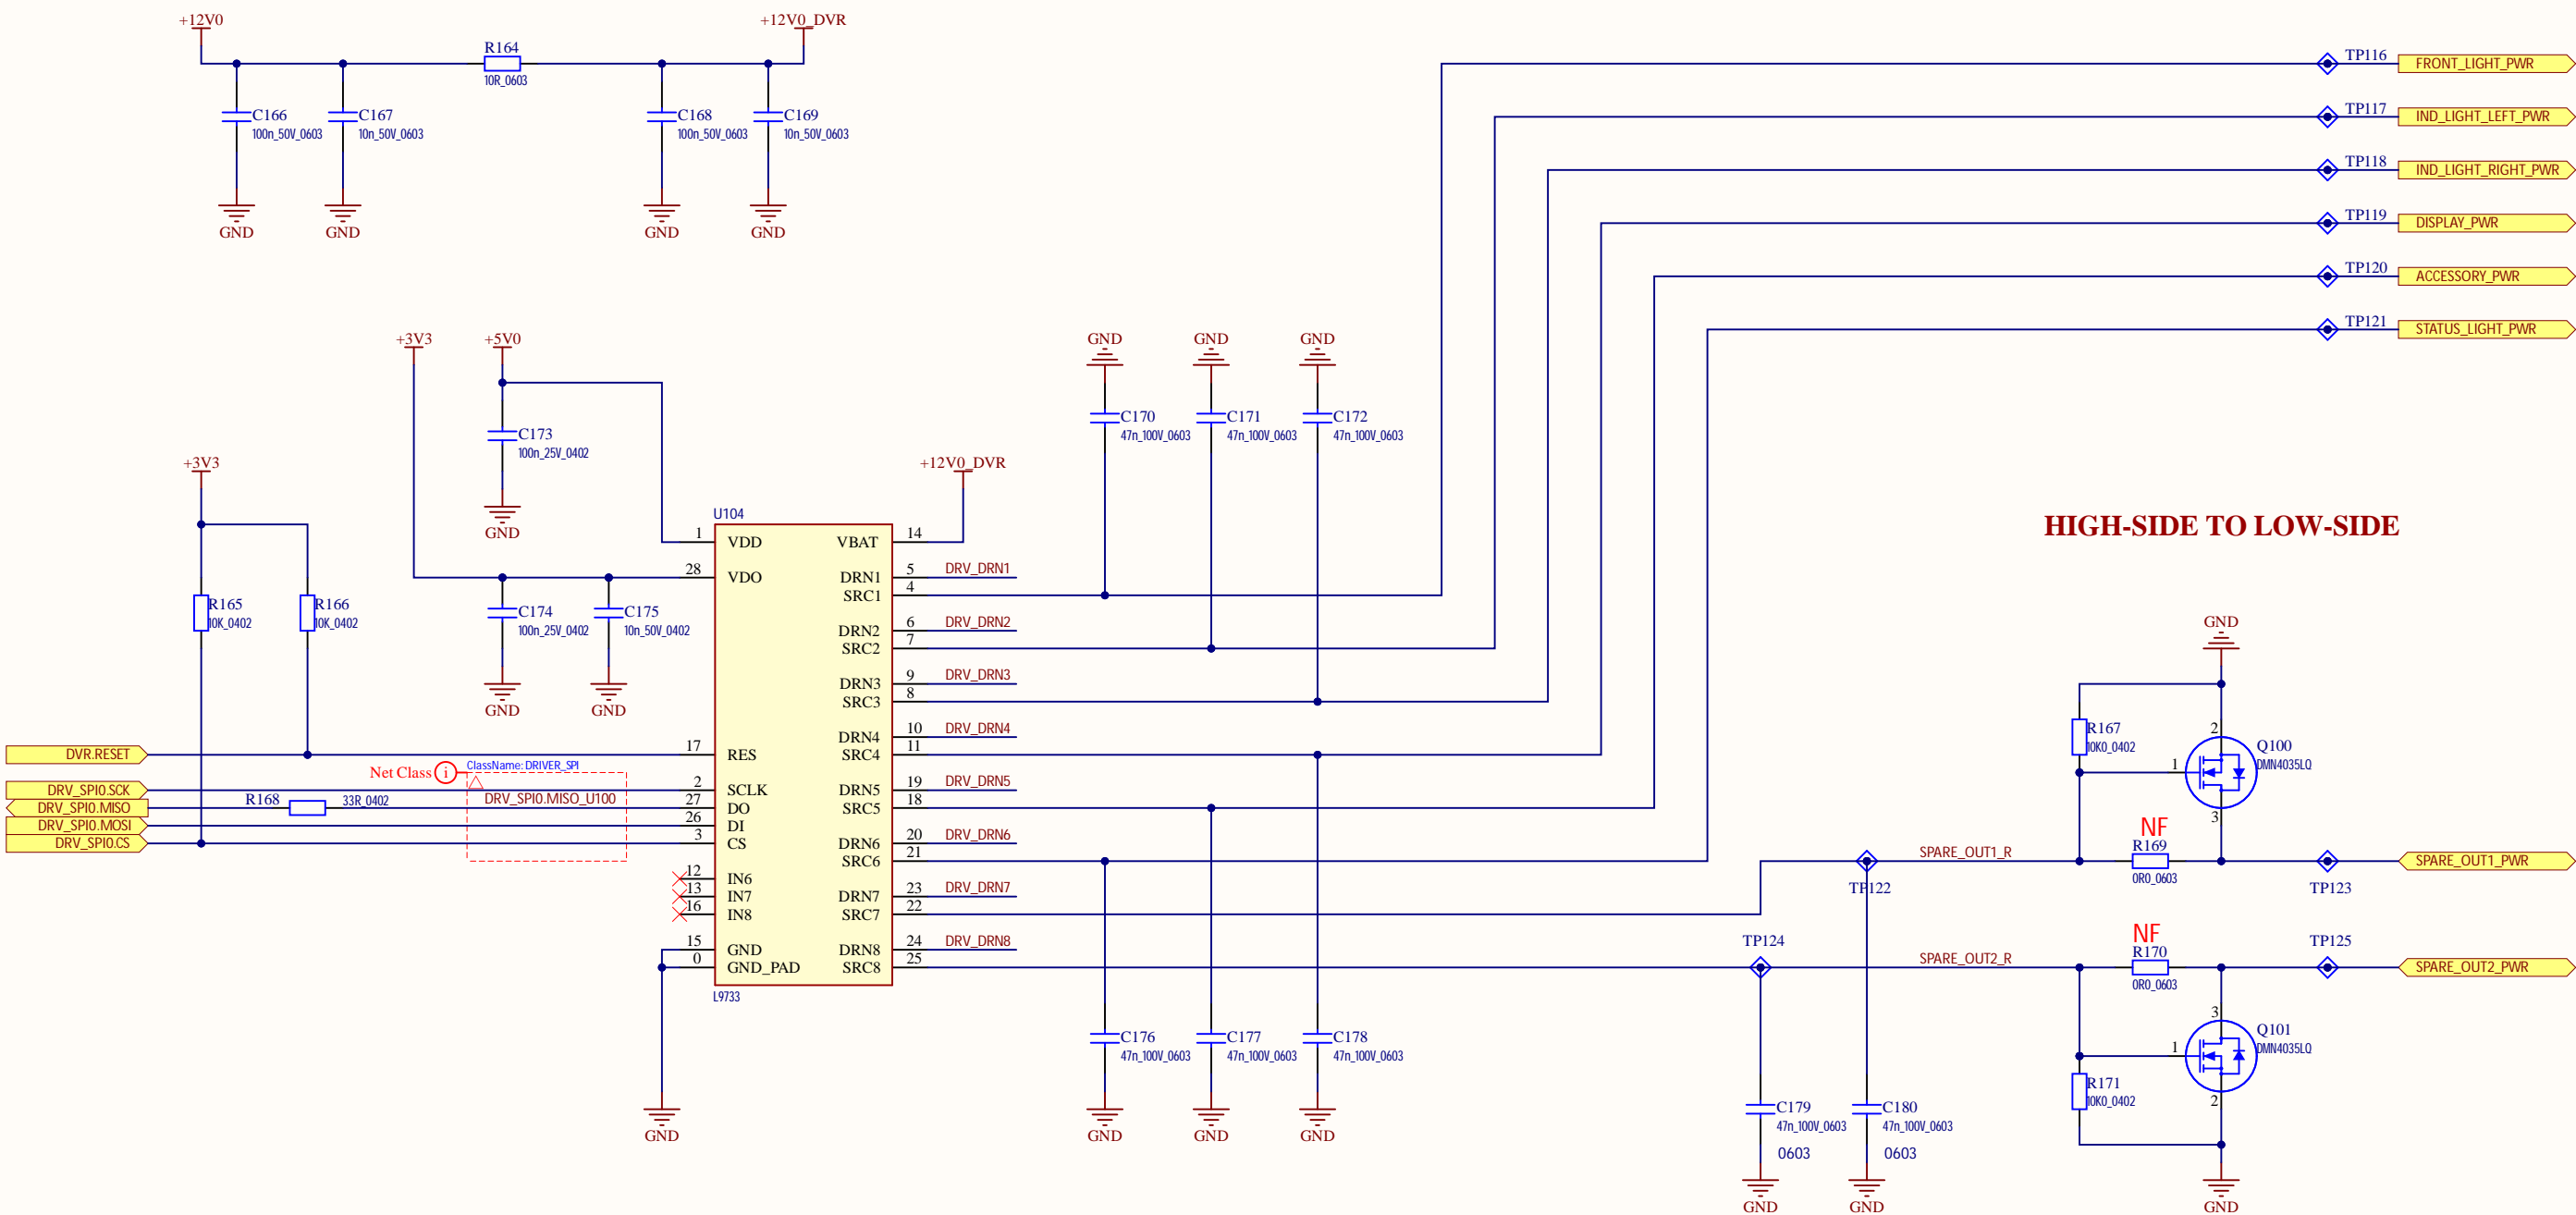 +12V0
+12V0_DVR
R164
10R_0603
C166
100n_50V_0603
C167
10n_50V_0603
C168
100n_50V_0603
C169
10n_50V_0603
GND
GND
GND
GND
TP116
FRONT_LIGHT_PWR
TP117
IND_LIGHT_LEFT_PWR
TP118
IND_LIGHT_RIGHT_PWR
TP119
DISPLAY_PWR
TP120
ACCESSORY_PWR
TP121
STATUS_LIGHT_PWR
+3V3
+5V0
GND
GND
GND
C173
100n_25V_0402
GND
C170
47n_100V_0603
C171
47n_100V_0603
C172
47n_100V_0603
+3V3
+12V0_DVR
R165
10K_0402
R166
10K_0402
C174
100n_25V_0402
C175
10n_50V_0402
GND
GND
U104
1
VDD
28
VDO
17
RES
2
SCLK
27
DO
26
DI
3
CS
12
IN6
13
IN7
16
IN8
15
GND
0
GND_PAD
VBAT
14
DRN1
5
DRV_DRN1
SRC1
4
DRN2
6
DRV_DRN2
SRC2
7
DRN3
9
DRV_DRN3
SRC3
8
DRN4
10
DRV_DRN4
SRC4
11
DRN5
19
DRV_DRN5
SRC5
18
DRN6
20
DRV_DRN6
SRC6
21
DRN7
23
DRV_DRN7
SRC7
22
DRN8
24
DRV_DRN8
SRC8
25
L9733
DVR.RESET
DRV_SPI0.SCK
DRV_SPI0.MISO
DRV_SPI0.MOSI
DRV_SPI0.CS
Net Class
i
ClassName: DRIVER_SPI
DRV_SPI0.MISO_U100
R168
33R_0402
GND
C176
47n_100V_0603
C177
47n_100V_0603
C178
47n_100V_0603
GND
GND
GND
HIGH-SIDE TO LOW-SIDE
GND
R167
10K0_0402
2
1
3
Q100
DMN4035LQ
NF
R169
0R0_0603
SPARE_OUT1_R
TP122
TP123
SPARE_OUT1_PWR
TP124
SPARE_OUT2_R
NF
R170
0R0_0603
TP125
SPARE_OUT2_PWR
3
1
2
Q101
DMN4035LQ
R171
10K0_0402
C179
47n_100V_0603
0603
C180
47n_100V_0603
0603
GND
GND
GND